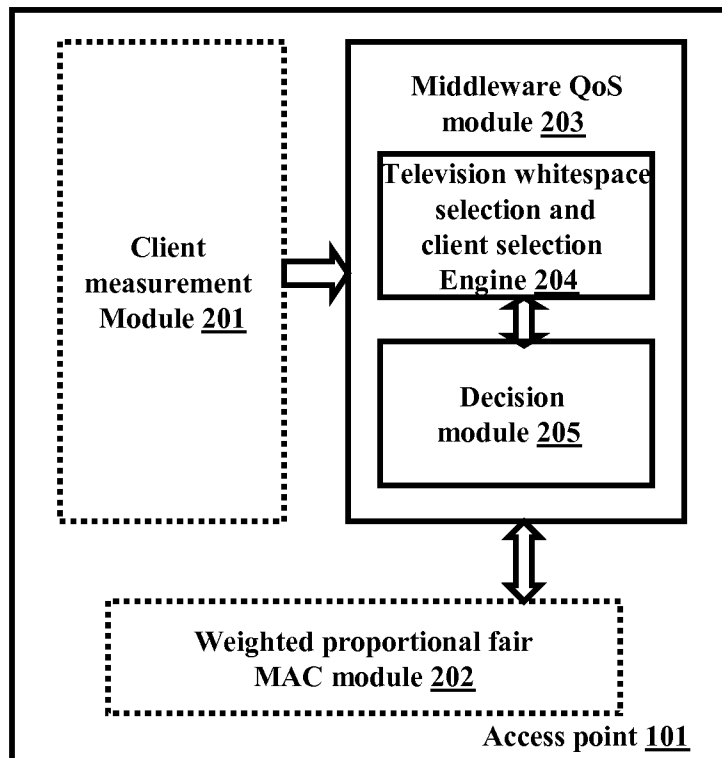 Client
measurement
Module 201
Middleware QoS
module 203
Television whitespace
selection and
client selection
Engine 204
Decision
module 205
Weighted proportional fair
MAC module 202
Access point 101